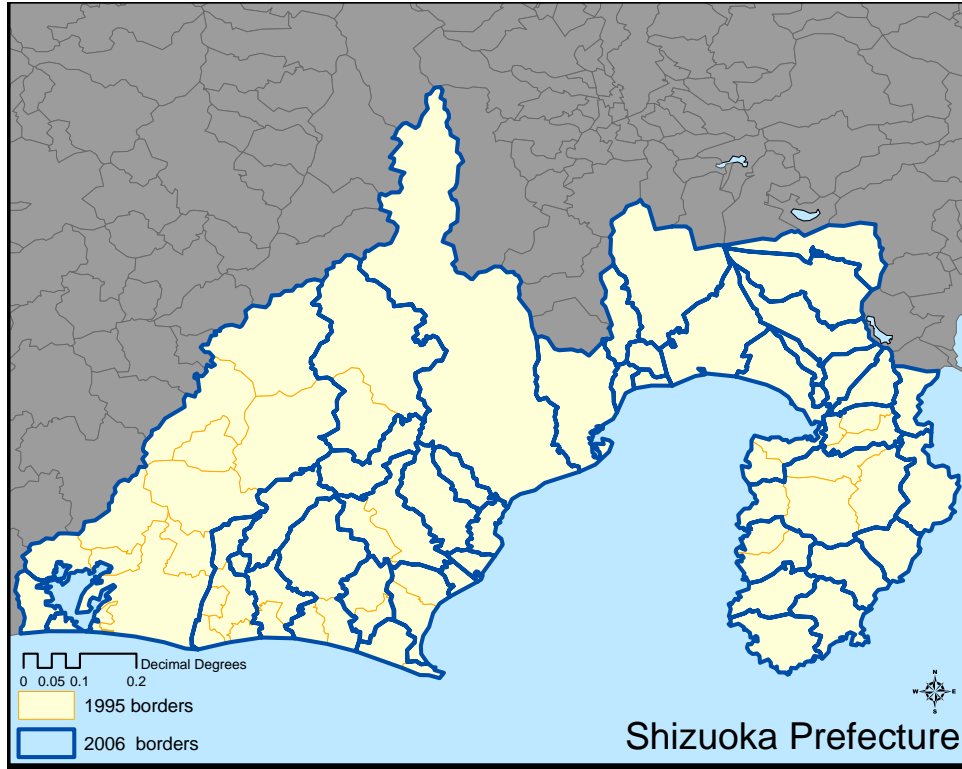 Decimal Degrees
0 0.05 0.1 0.2
1995 borders
2006 borders
N
W E
S
Shizuoka Prefecture